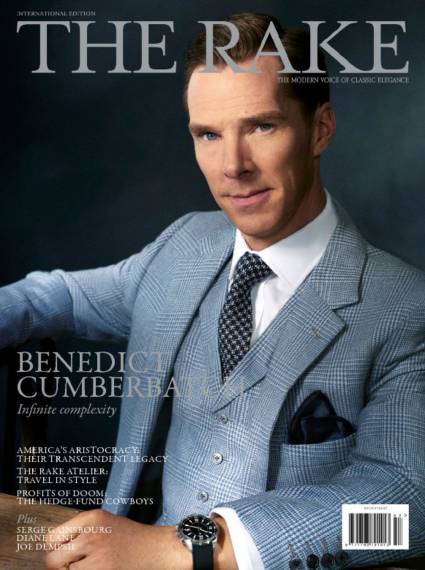 INTERNATIONAL EDITION
THE RAKE
THE MODERN VOICE OF CLASSIC ELEGANCE
BENEDICT
CUMBERBATCH
Infinite complexity
AMERICA'S ARISTOCRACY:
THEIR TRANSCENDENT LEGACY
THE RAKE ATELIER:
TRAVEL IN STYLE
PROFITS OF DOOM:
THE HEDGE-FUND COWBOYS
Plus
SERGE GAINSBOURG
DIANE LANE
JOE DEMPSIE